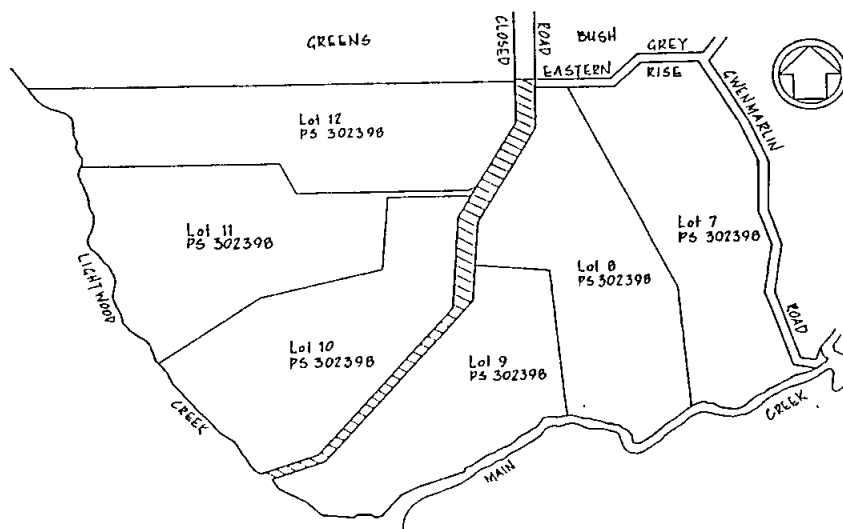 GREENS
CLOSED
ROAD
BUSH
GREY
EASTERN
RISE
GWENMARLIN
ROAD
Lot 12
PS 302398
Lot 11
PS 302398
Lot 7
PS 302398
Lot 8
PS 302398
LIGHTWOOD
CREEK
Lot 10
PS 302398
Lot 9
PS 302398
MAIN
CREEK